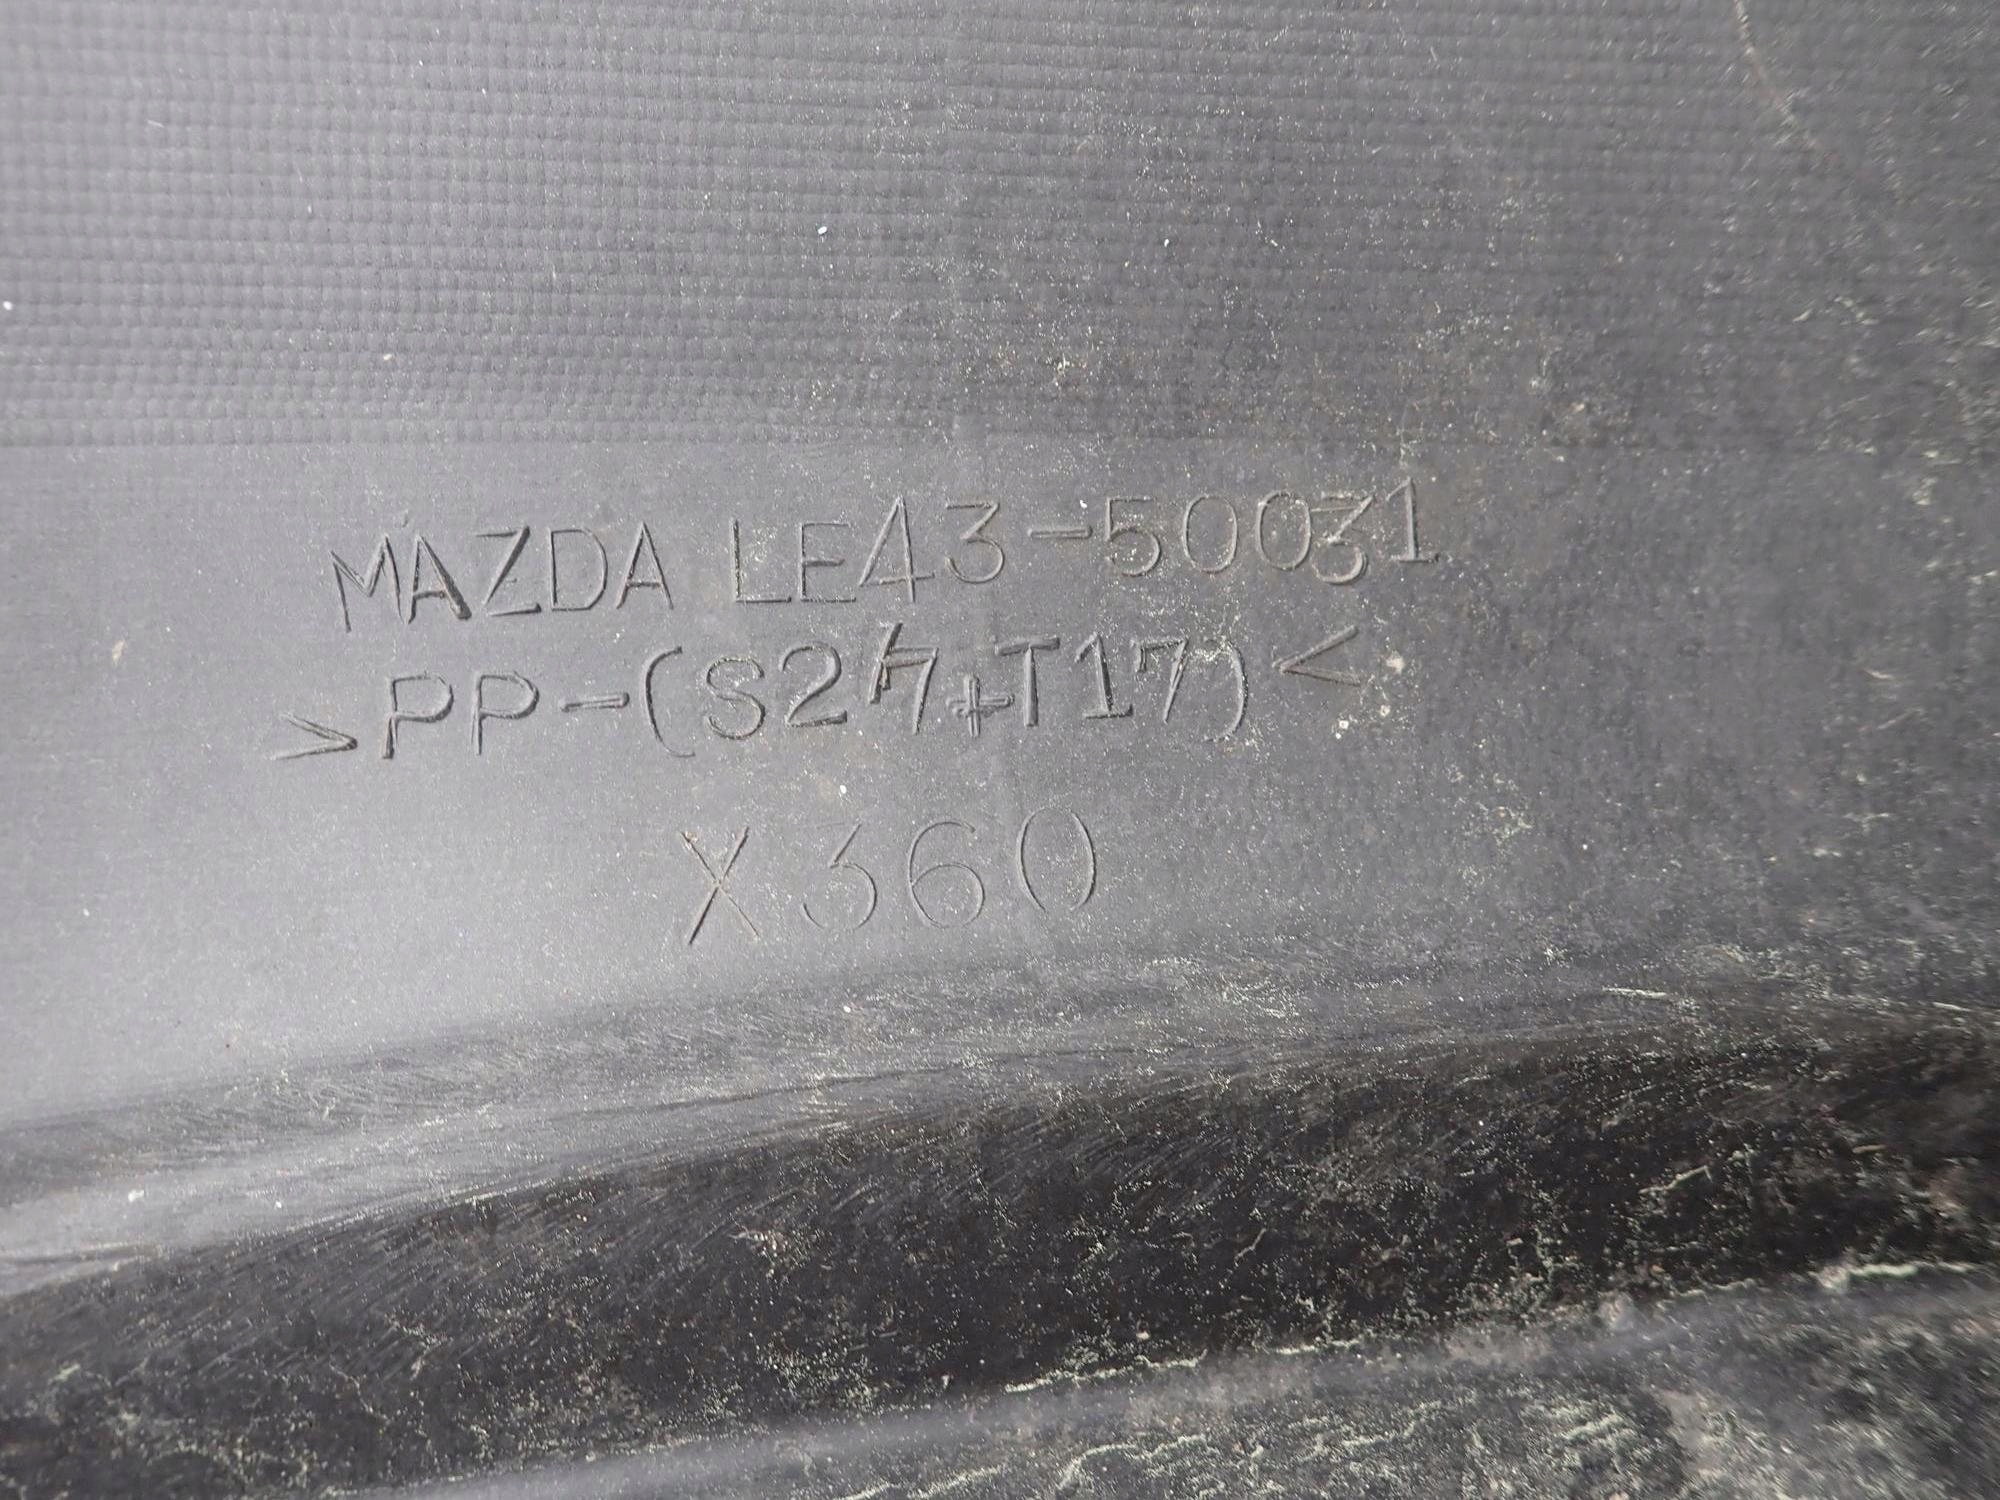 MAZDA LE43-50031
>PP-(S27+T17)<
X360